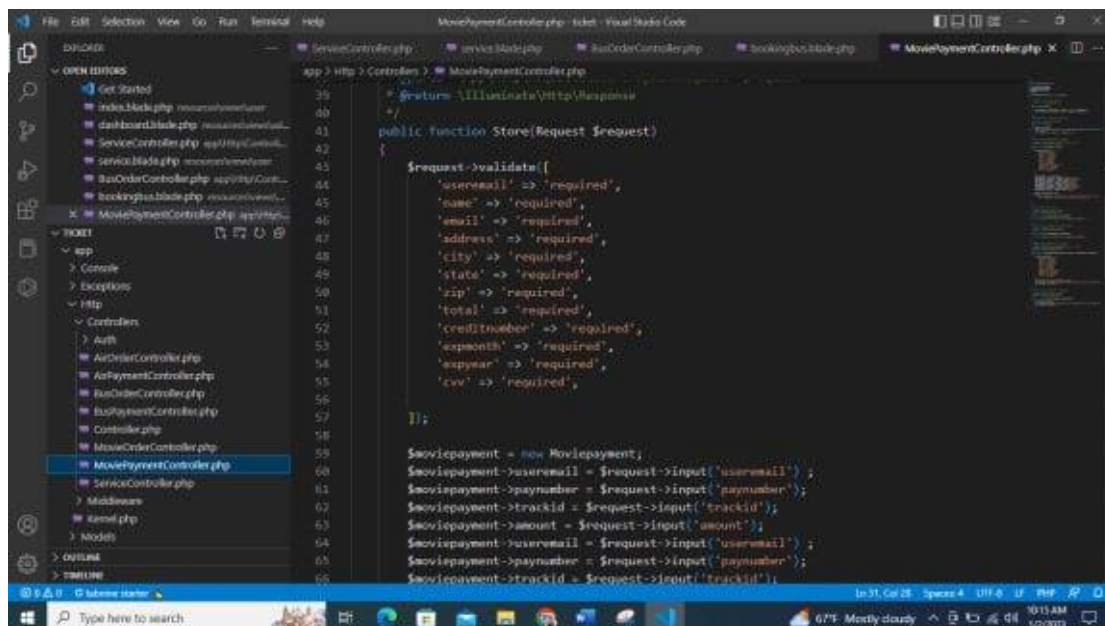 File Edit Selection View Go Run Terminal Help
MoviePaymentController.php - ticket - Visual Studio Code
EXPLORER
OPEN EDITORS
Get Started
index.blade.php
dashboard.blade.php
ServiceController.php
service.blade.php
BusOrderController.php
bookingbus.blade.php
MoviePaymentController.php
TICKET
app
Console
Exceptions
Http
Controllers
Auth
AirOrderController.php
AirPaymentController.php
BusOrderController.php
BusPaymentController.php
Controller.php
MovieOrderController.php
MoviePaymentController.php
ServiceController.php
Middleware
Kernel.php
Models
OUTLINE
TIMELINE
ServiceController.php service.blade.php BusOrderController.php bookingbus.blade.php MoviePaymentController.php
app > Http > Controllers > MoviePaymentController.php
39 * @return \Illuminate\Http\Response
40 */
41 public function Store(Request $request)
42 {
43 $request->validate([
44 'useremail' => 'required',
45 'name' => 'required',
46 'email' => 'required',
47 'address' => 'required',
48 'city' => 'required',
49 'state' => 'required',
50 'zip' => 'required',
51 'total' => 'required',
52 'creditnumber' => 'required',
53 'expmonth' => 'required',
54 'expyear' => 'required',
55 'cvv' => 'required',
56
57 ]);
58
59 $moviepayment = new Moviepayment;
60 $moviepayment->useremail = $request->input('useremail') ;
61 $moviepayment->paynumber = $request->input('paynumber');
62 $moviepayment->trackid = $request->input('trackid');
63 $moviepayment->amount = $request->input('amount');
64 $moviepayment->useremail = $request->input('useremail') ;
65 $moviepayment->paynumber = $request->input('paynumber');
66 $moviepayment->trackid = $request->input('trackid');
Ln 31, Col 28 Spaces: 4 UTF-8 LF PHP
Type here to search
67°F Mostly cloudy
10:15 AM